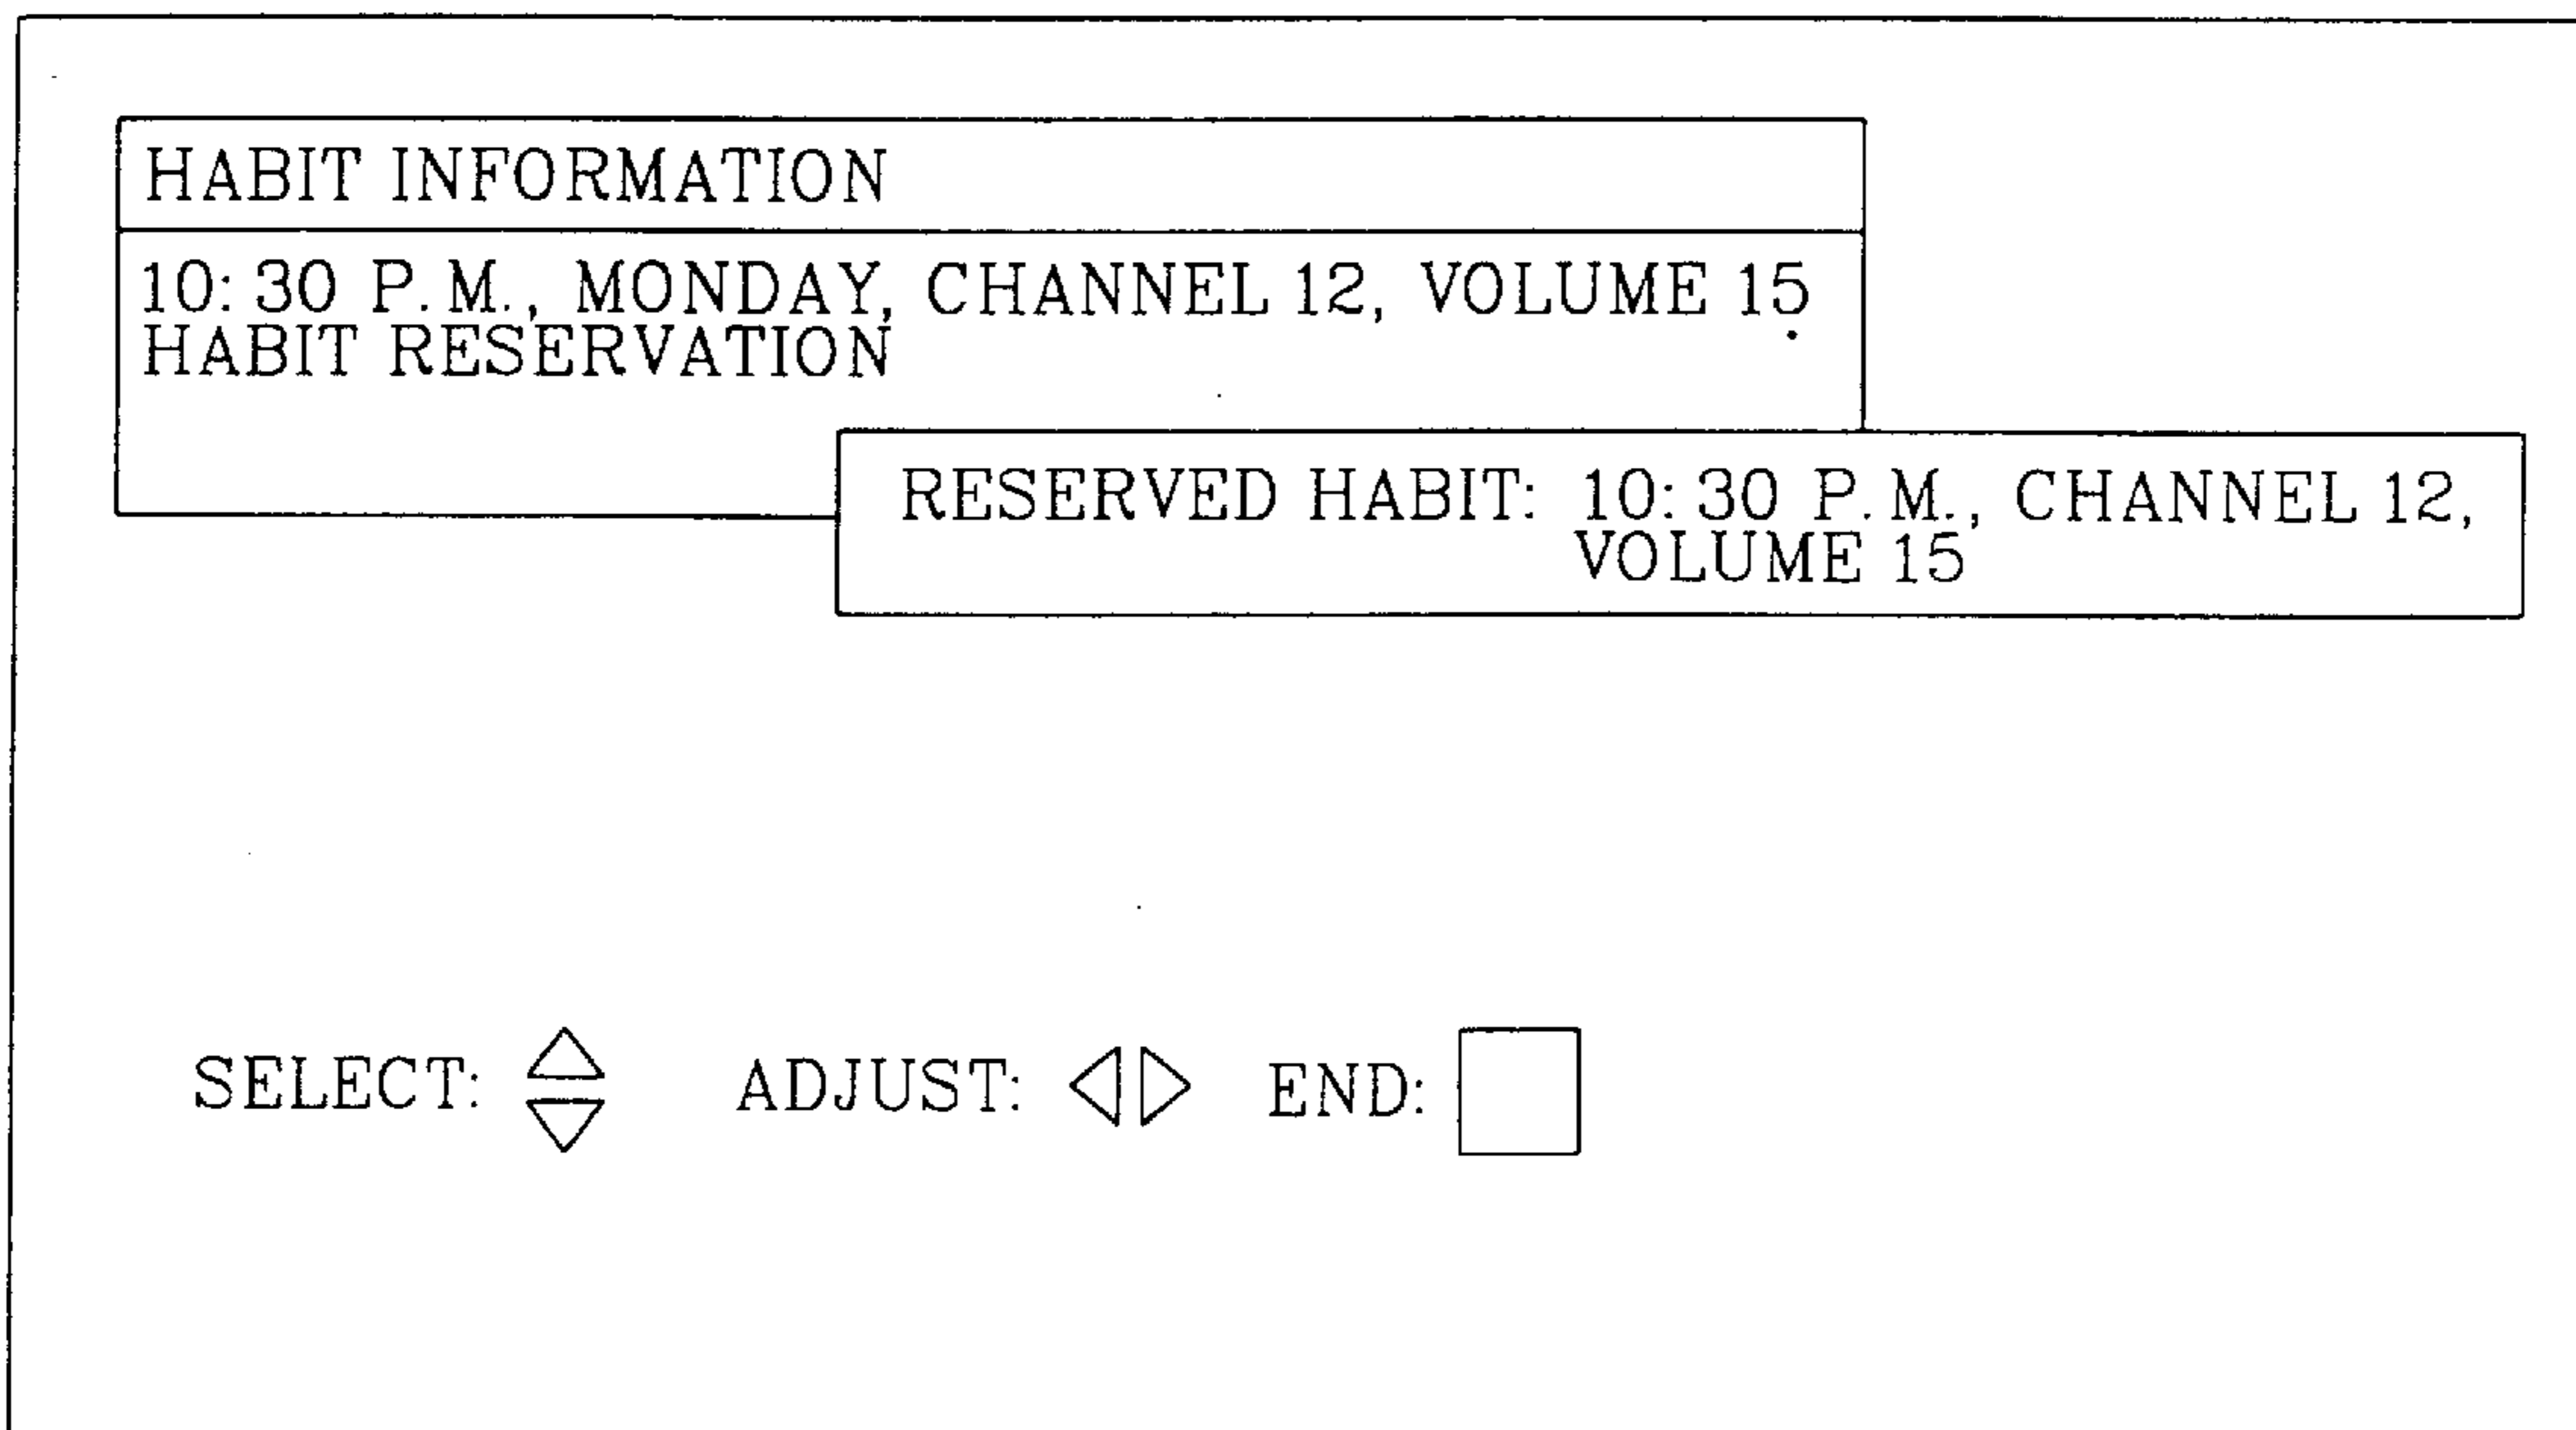 HABIT INFORMATION
10:30 P.M., MONDAY, CHANNEL 12, VOLUME 15
HABIT RESERVATION
RESERVED HABIT: 10:30 P.M., CHANNEL 12,
VOLUME 15
SELECT: ADJUST: END: